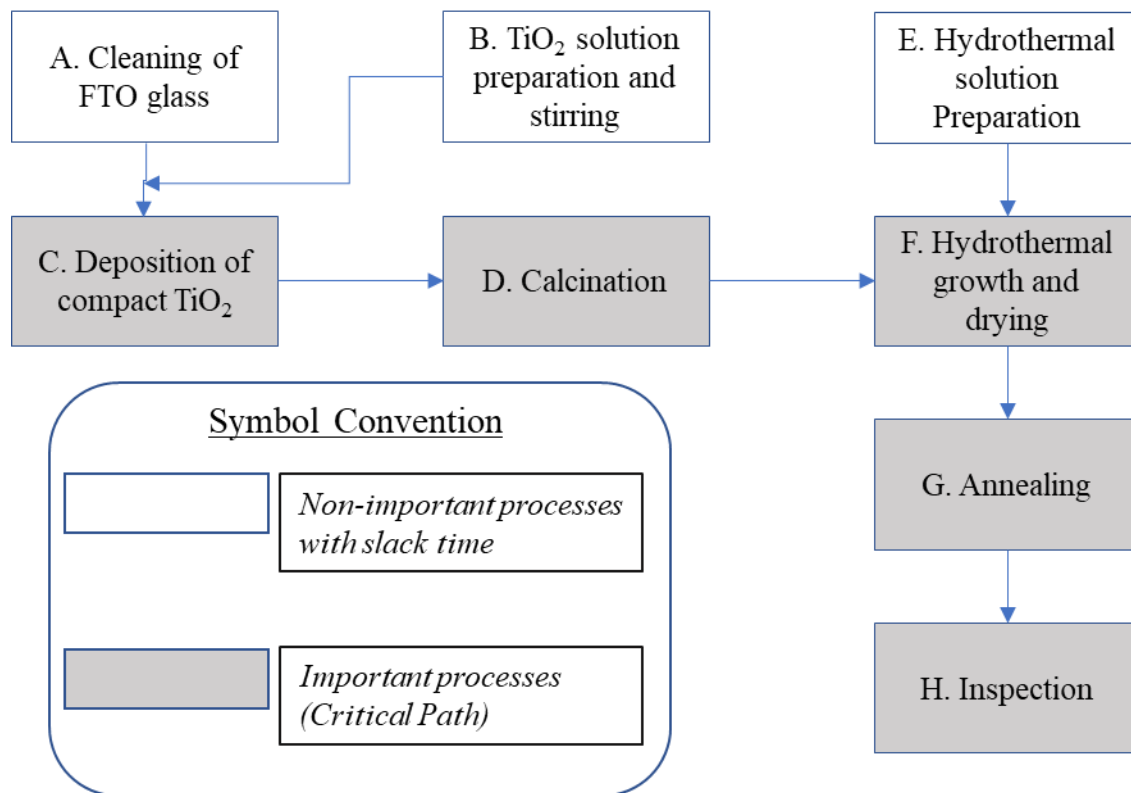 A. Cleaning of
FTO glass
B. TiO₂ solution
preparation and
stirring
E. Hydrothermal
solution
Preparation
C. Deposition of
compact TiO₂
D. Calcination
F. Hydrothermal
growth and
drying
Symbol Convention
Non-important processes
with slack time
Important processes
(Critical Path)
G. Annealing
H. Inspection